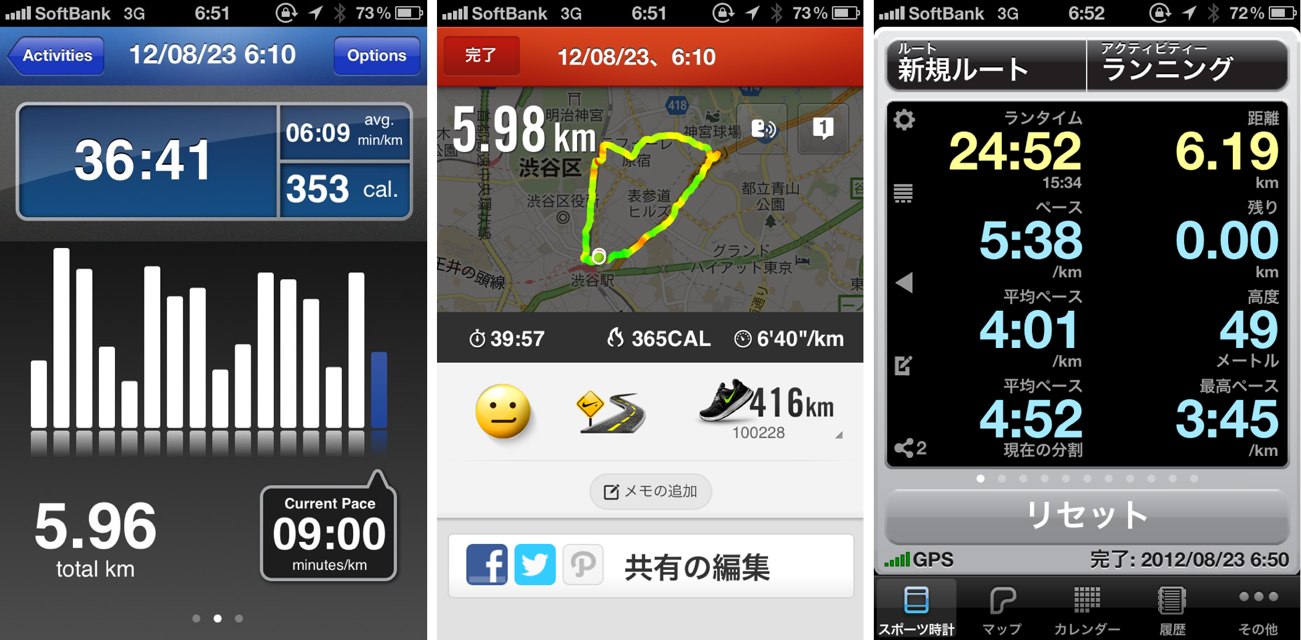 SoftBank 3G 6:51 73%
Activities 12/08/23 6:10 Options
36:41
06:09 avg. min/km
353 cal.
5.96
total km
Current Pace
09:00
minutes/km
SoftBank 3G 6:51 73%
完了 12/08/23、6:10
5.98 km
明治神宮
418
神宮球場
1
原宿
渋谷区
渋谷区役所
表参道
ヒルズ
都立青山
公園
グランド
ハイアット東京
王井の頭線
渋谷駅
39:57 365CAL 6'40"/km
416km
100228
メモの追加
共有の編集
SoftBank 3G 6:52 72%
ルート
新規ルート
アクティビティー
ランニング
ランタイム 距離
24:52 6.19
15:34 km
ペース 残り
5:38 0.00
/km km
平均ペース 高度
4:01 49
/km メートル
平均ペース 最高ペース
4:52 3:45
現在の分割 /km
2
リセット
GPS 完了: 2012/08/23 6:50
スポーツ時計 マップ カレンダー 履歴 その他